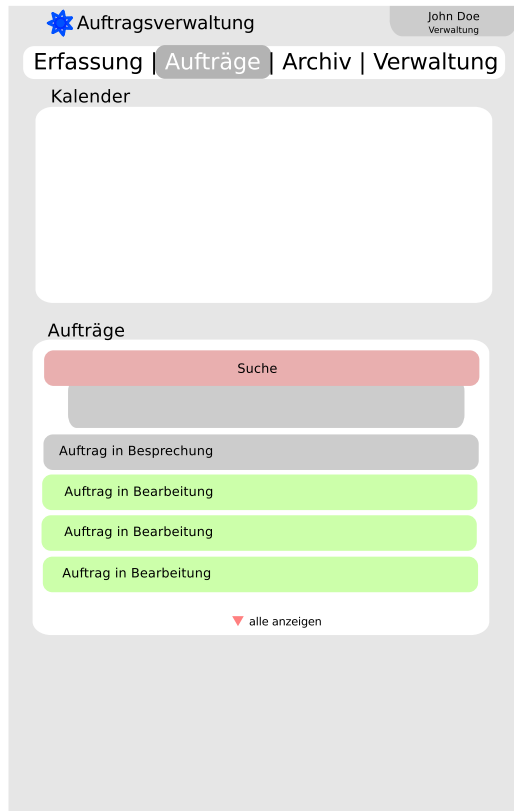 Auftragsverwaltung
John Doe
Verwaltung
Erfassung | Aufträge | Archiv | Verwaltung
Kalender
Aufträge
Suche
Auftrag in Besprechung
Auftrag in Bearbeitung
Auftrag in Bearbeitung
Auftrag in Bearbeitung
alle anzeigen